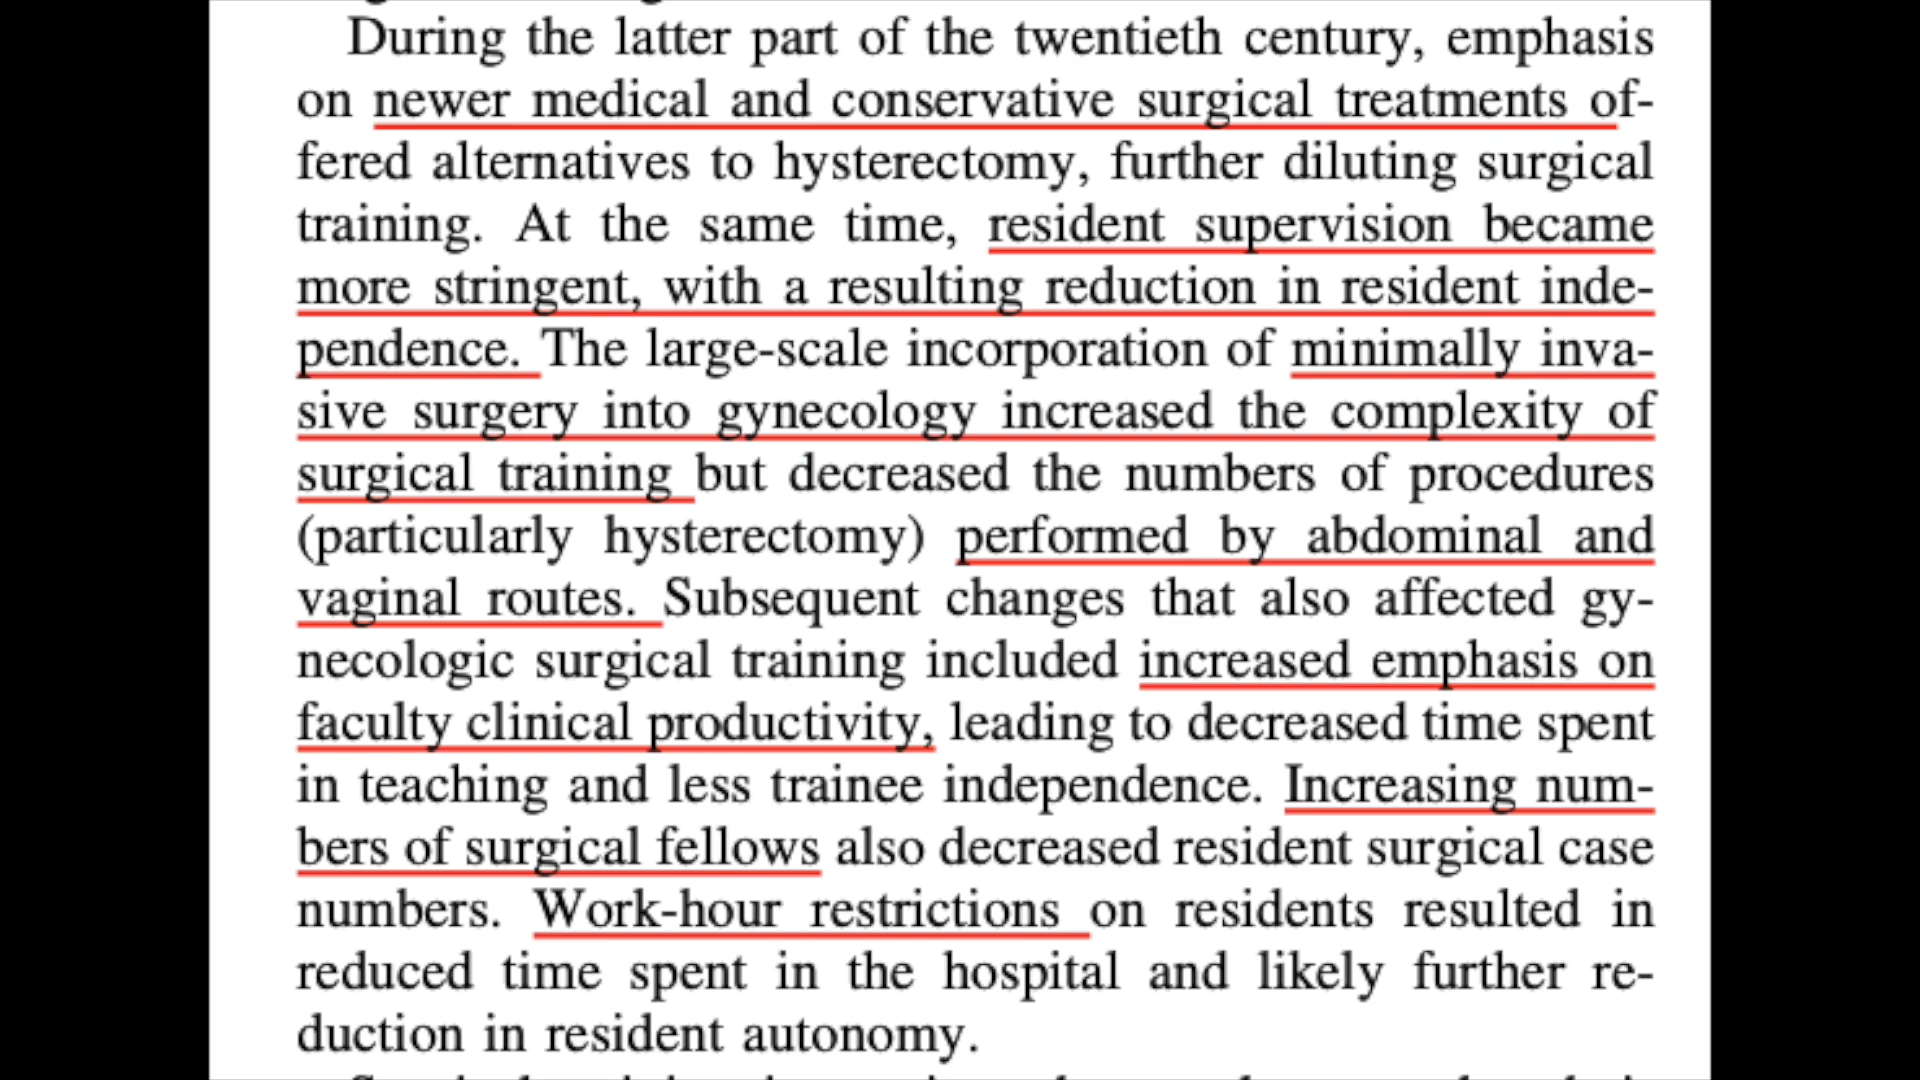 During the latter part of the twentieth century, emphasis
on newer medical and conservative surgical treatments of-
fered alternatives to hysterectomy, further diluting surgical
training. At the same time, resident supervision became
more stringent, with a resulting reduction in resident inde-
pendence. The large-scale incorporation of minimally inva-
sive surgery into gynecology increased the complexity of
surgical training but decreased the numbers of procedures
(particularly hysterectomy) performed by abdominal and
vaginal routes. Subsequent changes that also affected gy-
necologic surgical training included increased emphasis on
faculty clinical productivity, leading to decreased time spent
in teaching and less trainee independence. Increasing num-
bers of surgical fellows also decreased resident surgical case
numbers. Work-hour restrictions on residents resulted in
reduced time spent in the hospital and likely further re-
duction in resident autonomy.